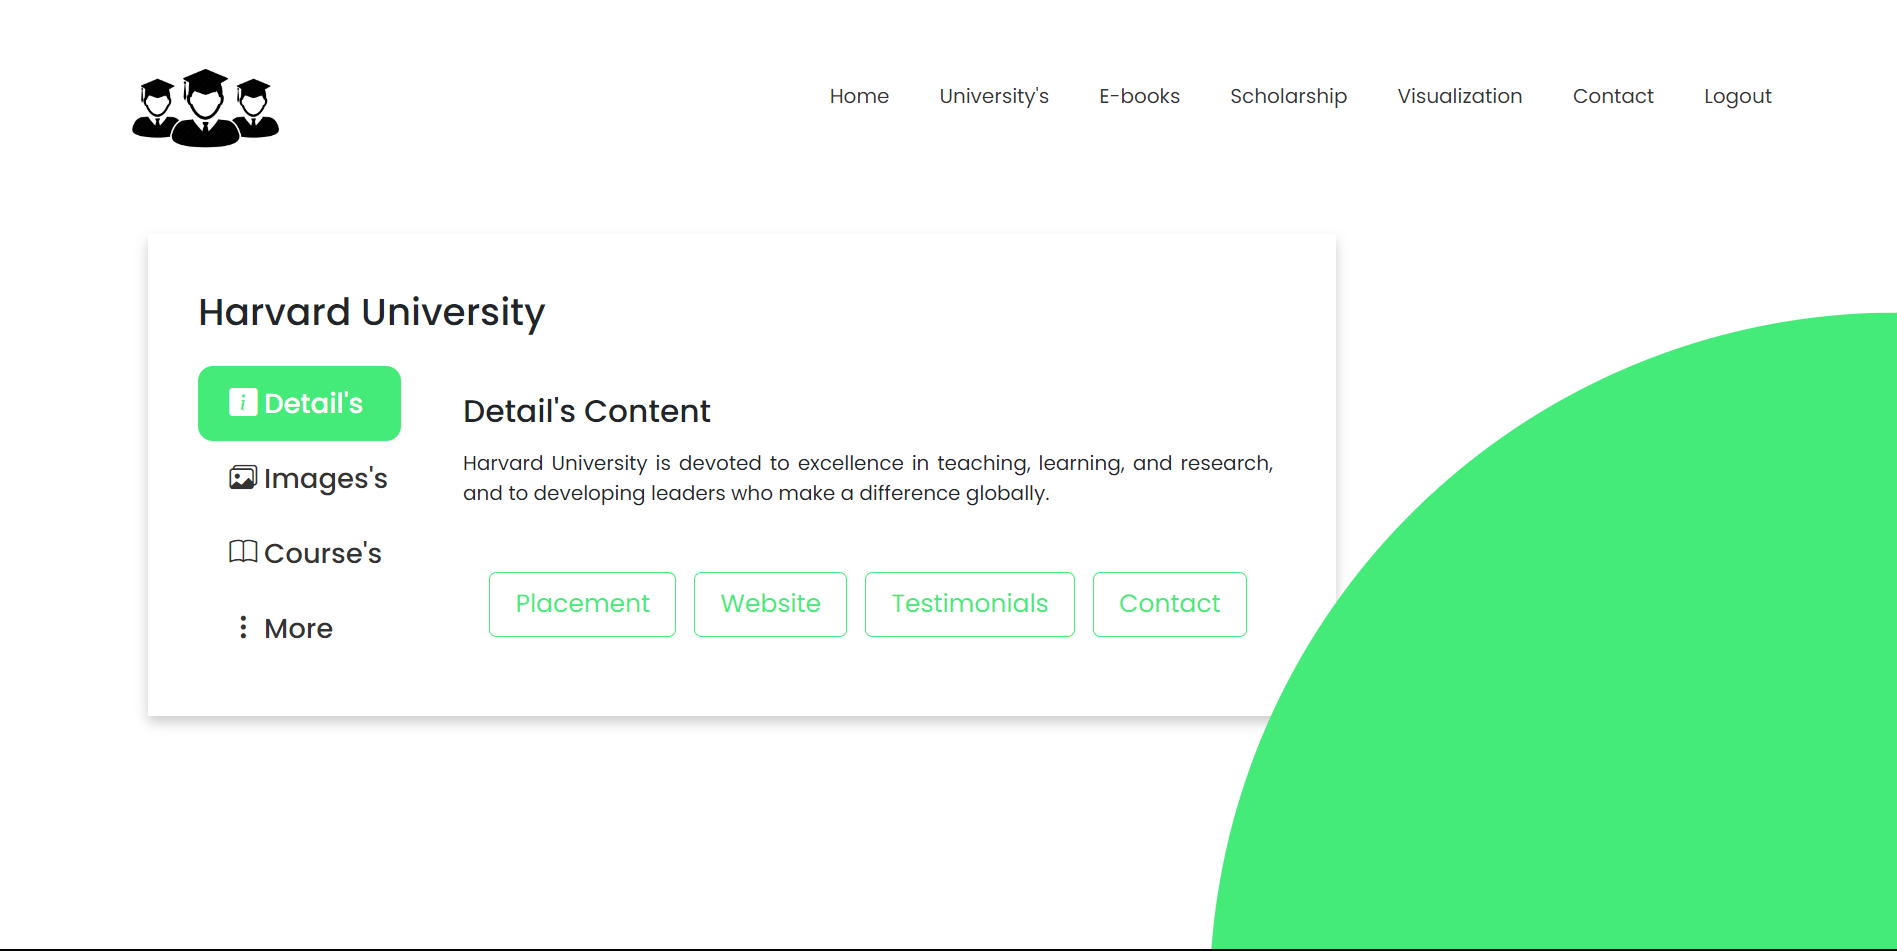 Home University's E-books Scholarship Visualization Contact Logout
Harvard University
Detail's
Images's
Course's
More
Detail's Content
Harvard University is devoted to excellence in teaching, learning, and research,
and to developing leaders who make a difference globally.
Placement Website Testimonials Contact